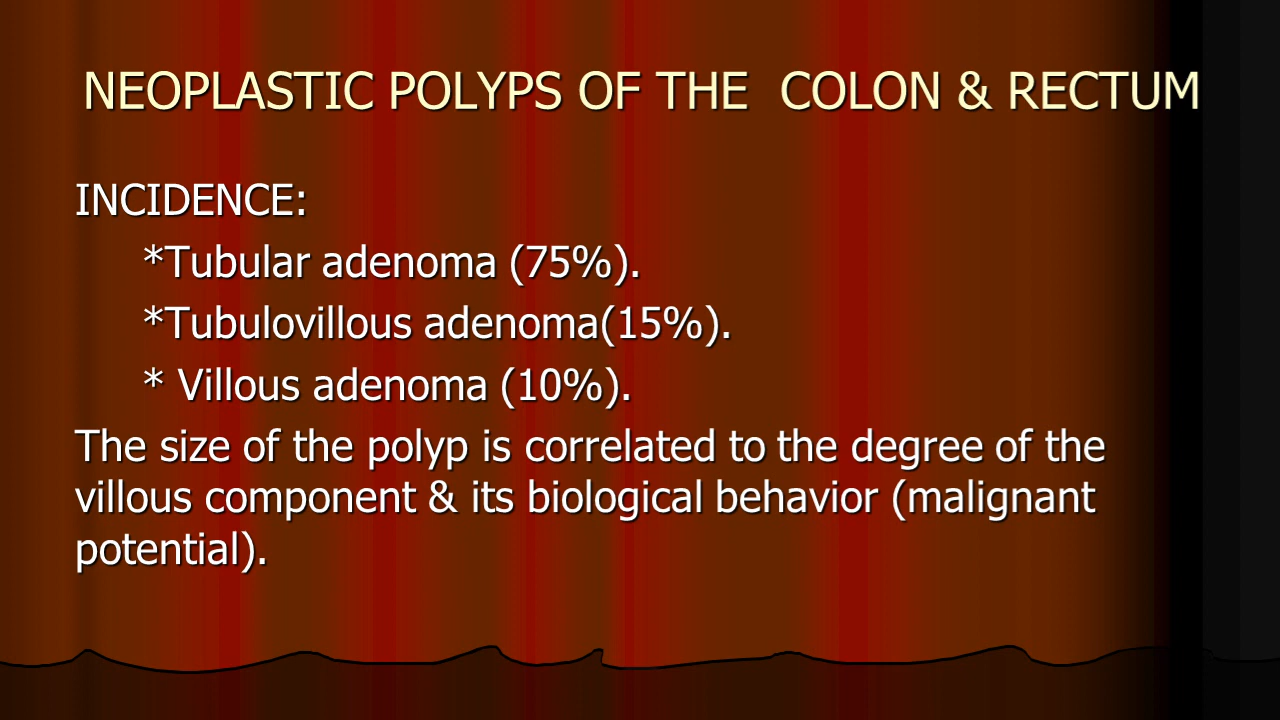 NEOPLASTIC POLYPS OF THE  COLON & RECTUM
INCIDENCE:
*Tubular adenoma (75%).
*Tubulovillous adenoma(15%).
* Villous adenoma (10%).
The size of the polyp is correlated to the degree of the
villous component & its biological behavior (malignant
potential).